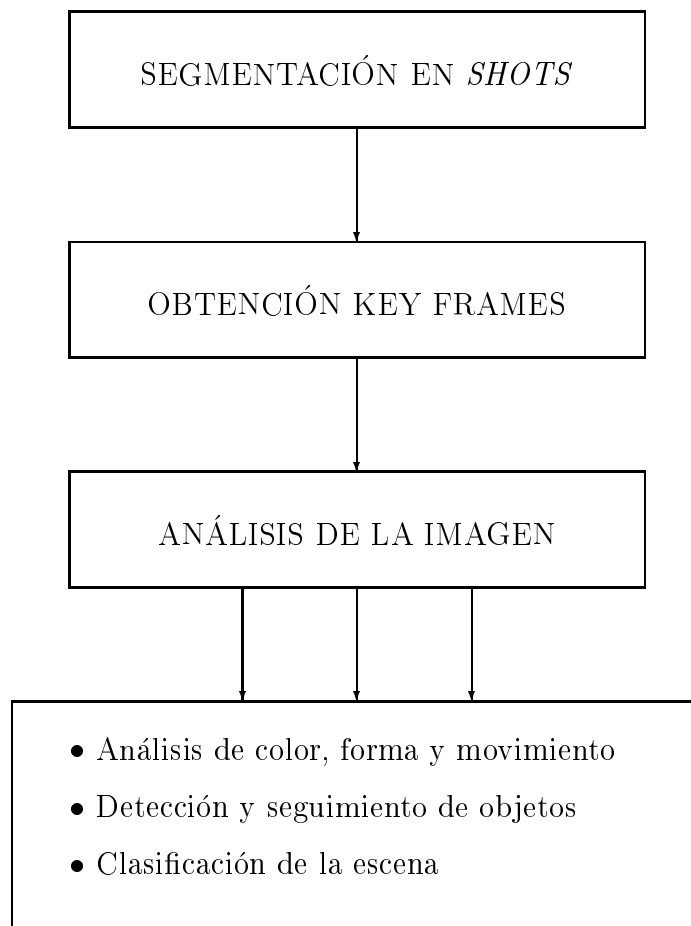 SEGMENTACIÓN EN SHOTS
OBTENCIÓN KEY FRAMES
ANÁLISIS DE LA IMAGEN
• Análisis de color, forma y movimiento
• Detección y seguimiento de objetos
• Clasificación de la escena